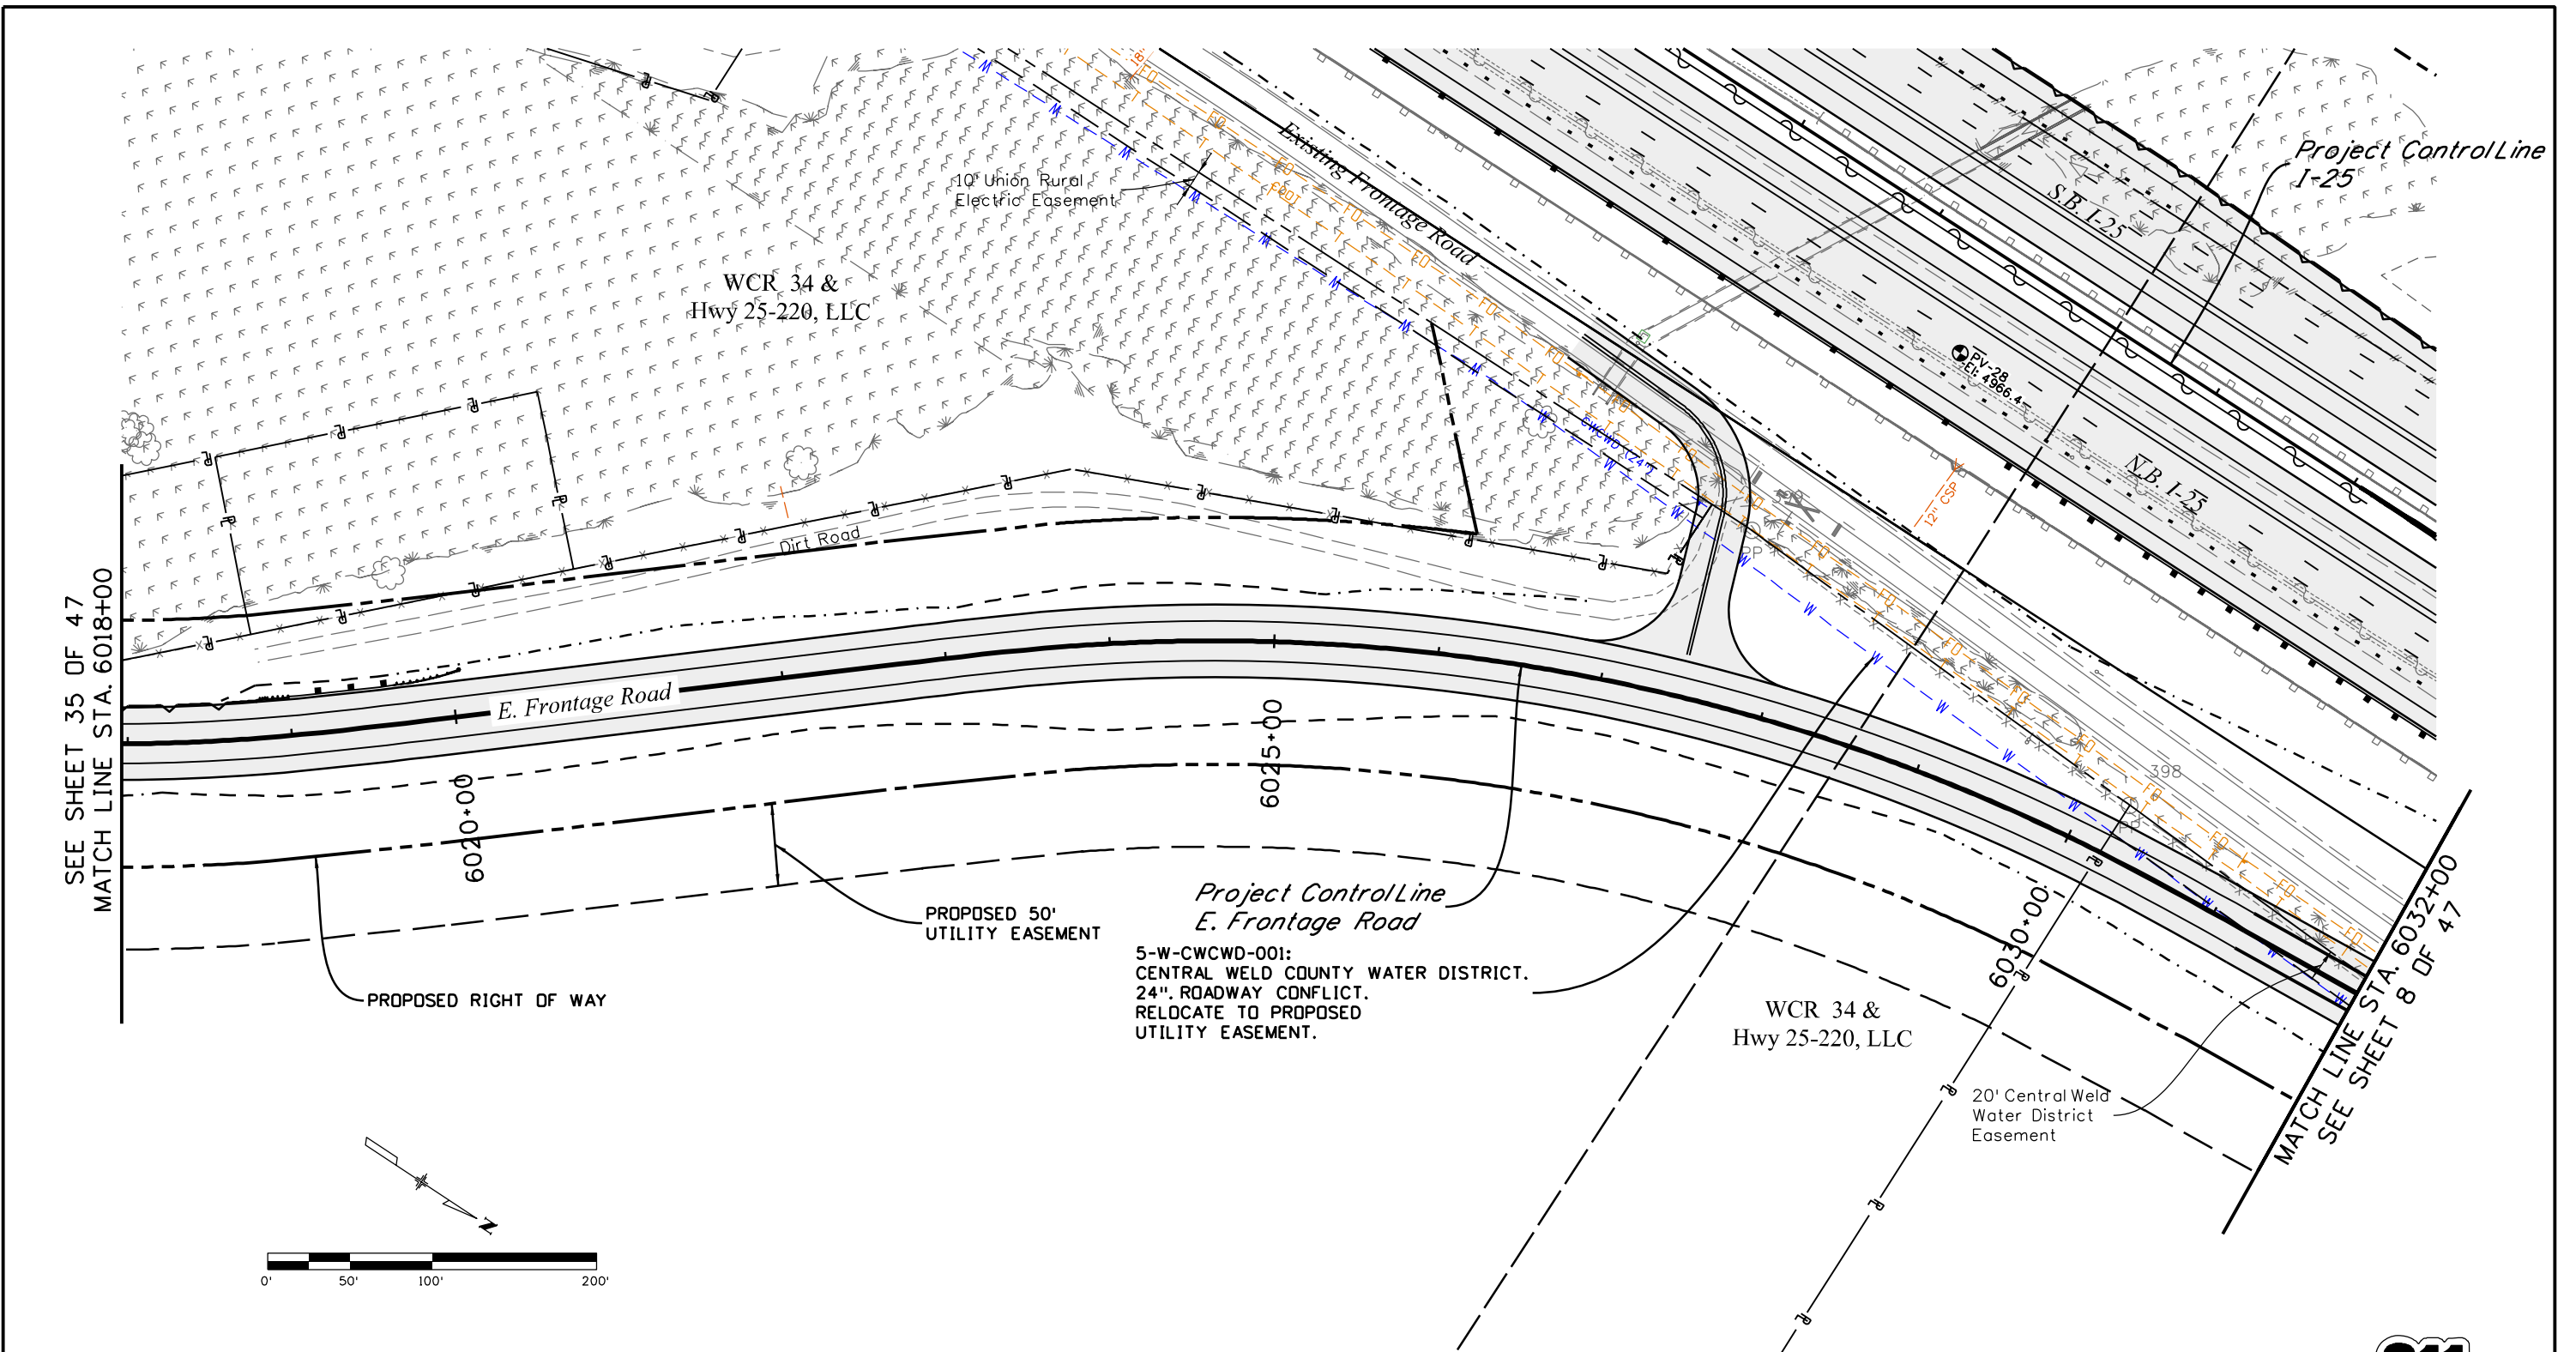 Existing Frontage Road
Project Control Line
I-25
S.B. I-25
10' Union Rural
Electric Easement
WCR 34 &
Hwy 25-220, LLC
PV-28
El: 4966.4
CWCWD (24")
12" CSP
N.B. I-25
PP
Dirt Road
SEE SHEET 35 OF 47
MATCH LINE STA. 6018+00
E. Frontage Road
6020+00
6025+00
398
PP
PROPOSED 50'
UTILITY EASEMENT
Project Control Line
E. Frontage Road
5-W-CWCWD-001:
CENTRAL WELD COUNTY WATER DISTRICT.
24". ROADWAY CONFLICT.
RELOCATE TO PROPOSED
UTILITY EASEMENT.
PROPOSED RIGHT OF WAY
6030+00
WCR 34 &
Hwy 25-220, LLC
20' Central Weld
Water District
Easement
MATCH LINE STA. 6032+00
SEE SHEET 8 OF 47
N
0' 50' 100' 200'